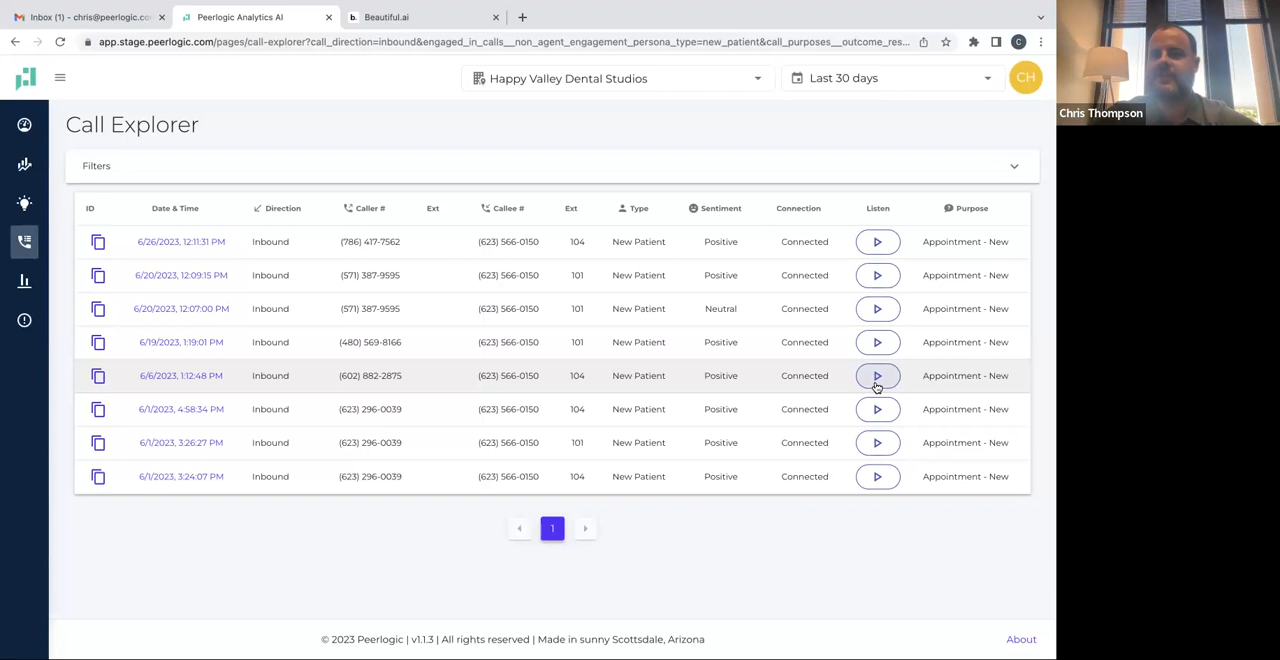 Inbox (1) - chris@peerlogic.co
Peerlogic Analytics AI
b.
Beautiful.ai
app.stage.peerlogic.com/pages/call-explorer?call_direction=inbound&engaged_in_calls__non_agent_engagement_persona_type=new_patient&call_purposes__outcome_res...
C
Happy Valley Dental Studios
Last 30 days
CH
Chris Thompson
Call Explorer
Filters
ID Date & Time Direction Caller # Ext Callee # Ext Type Sentiment Connection Listen Purpose
6/26/2023, 12:11:31 PM Inbound (786) 417-7562 (623) 566-0150 104 New Patient Positive Connected Appointment - New
6/20/2023, 12:09:15 PM Inbound (571) 387-9595 (623) 566-0150 101 New Patient Positive Connected Appointment - New
6/20/2023, 12:07:00 PM Inbound (571) 387-9595 (623) 566-0150 101 New Patient Neutral Connected Appointment - New
6/19/2023, 1:19:01 PM Inbound (480) 569-8166 (623) 566-0150 101 New Patient Positive Connected Appointment - New
6/6/2023, 1:12:48 PM Inbound (602) 882-2875 (623) 566-0150 104 New Patient Positive Connected Appointment - New
6/1/2023, 4:58:34 PM Inbound (623) 296-0039 (623) 566-0150 104 New Patient Positive Connected Appointment - New
6/1/2023, 3:26:27 PM Inbound (623) 296-0039 (623) 566-0150 101 New Patient Positive Connected Appointment - New
6/1/2023, 3:24:07 PM Inbound (623) 296-0039 (623) 566-0150 104 New Patient Positive Connected Appointment - New
1
© 2023 Peerlogic | v1.1.3 | All rights reserved | Made in sunny Scottsdale, Arizona
About